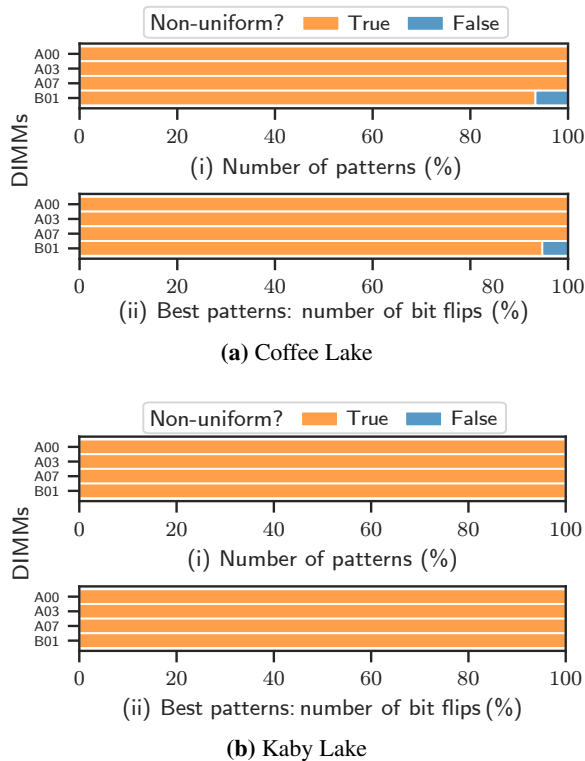 Non-uniform? True False
DIMMs
A00
A03
A07
B01
0 20 40 60 80 100
(i) Number of patterns (%)
A00
A03
A07
B01
0 20 40 60 80 100
(ii) Best patterns: number of bit flips (%)
(a) Coffee Lake
Non-uniform? True False
DIMMs
A00
A03
A07
B01
0 20 40 60 80 100
(i) Number of patterns (%)
A00
A03
A07
B01
0 20 40 60 80 100
(ii) Best patterns: number of bit flips (%)
(b) Kaby Lake